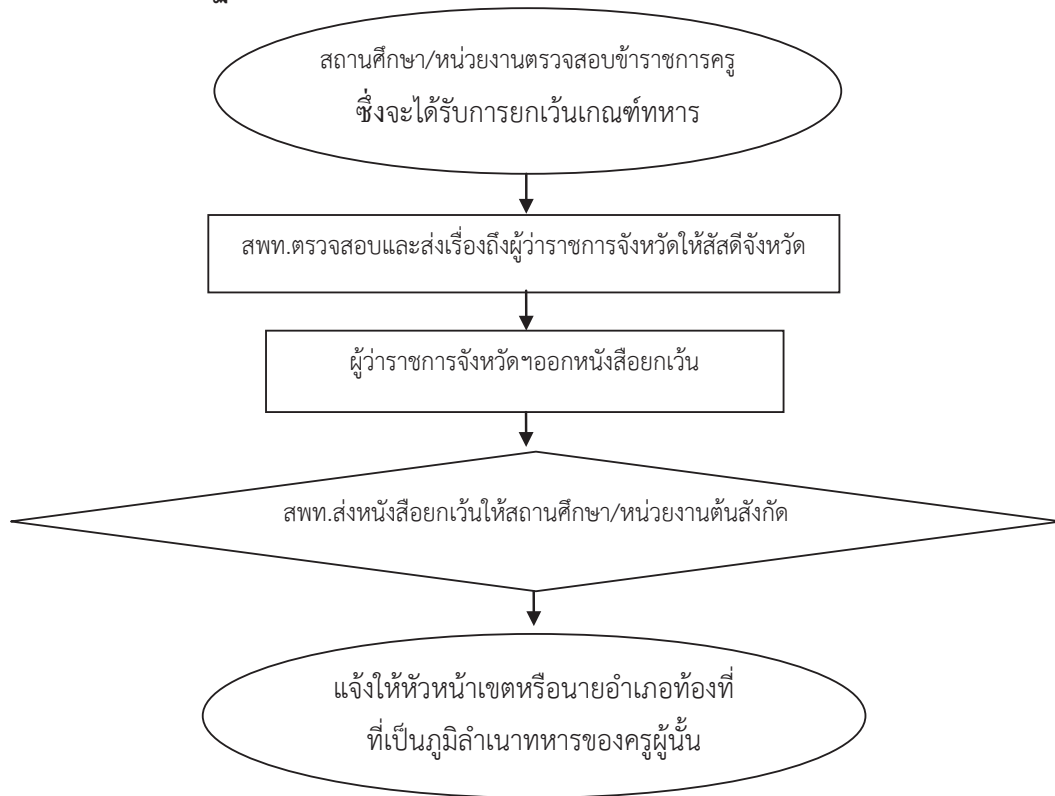 สถานศึกษา/หน่วยงานตรวจสอบข้าราชการครู
ซึ่งจะได้รับการยกเว้นเกณฑ์ทหาร
สพท.ตรวจสอบและส่งเรื่องถึงผู้ว่าราชการจังหวัดให้สัสดีจังหวัด
ผู้ว่าราชการจังหวัดฯออกหนังสือยกเว้น
สพท.ส่งหนังสือยกเว้นให้สถานศึกษา/หน่วยงานต้นสังกัด
แจ้งให้หัวหน้าเขตหรือนายอำเภอท้องที่
ที่เป็นภูมิลำเนาทหารของครูผู้นั้น